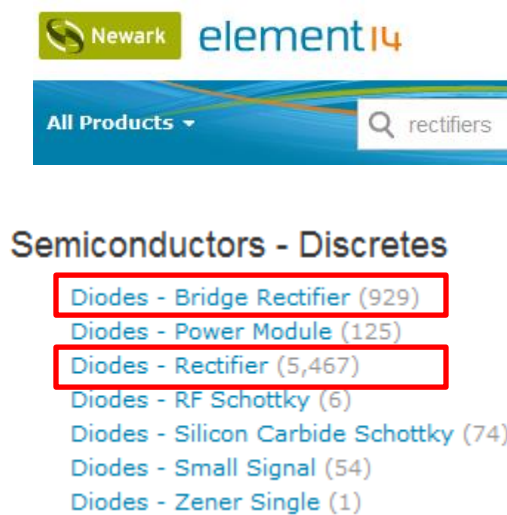 Newark element14
All Products
rectifiers
Semiconductors - Discretes
Diodes - Bridge Rectifier (929)
Diodes - Power Module (125)
Diodes - Rectifier (5,467)
Diodes - RF Schottky (6)
Diodes - Silicon Carbide Schottky (74)
Diodes - Small Signal (54)
Diodes - Zener Single (1)